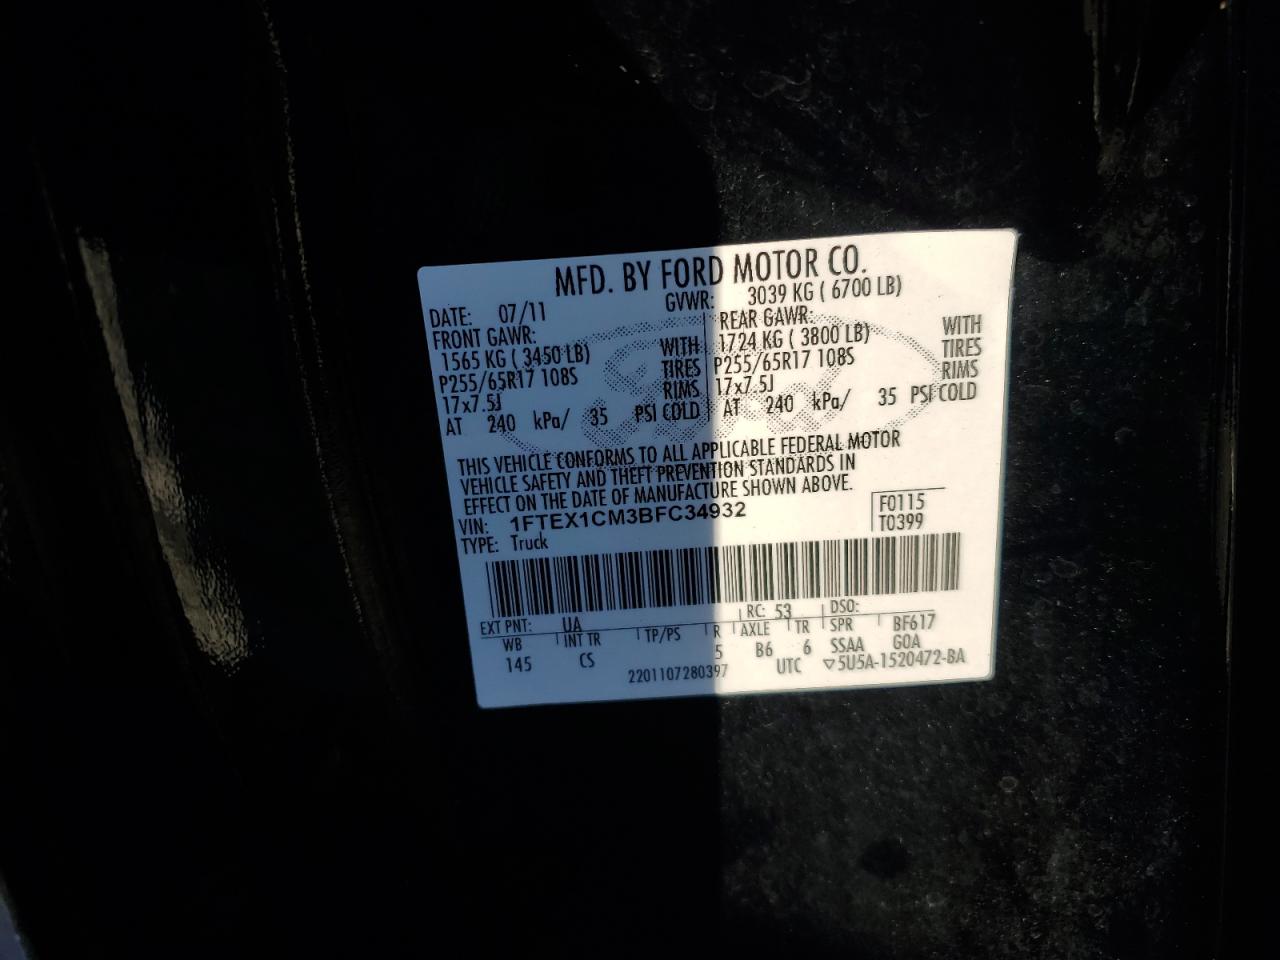 MFD. BY FORD MOTOR CO.
DATE: 07/11 GVWR: 3039 KG ( 6700 LB)
FRONT GAWR: REAR GAWR:
1565 KG ( 3450 LB) WITH 1724 KG ( 3800 LB) WITH
P255/65R17 108S TIRES P255/65R17 108S TIRES
17x7.5J RIMS 17x7.5J RIMS
AT 240 kPa/ 35 PSI COLD AT 240 kPa/ 35 PSI COLD
THIS VEHICLE CONFORMS TO ALL APPLICABLE FEDERAL MOTOR
VEHICLE SAFETY AND THEFT PREVENTION STANDARDS IN
EFFECT ON THE DATE OF MANUFACTURE SHOWN ABOVE.
VIN: 1FTEX1CM3BFC34932 F0115
TYPE: Truck T0399
EXT PNT: UA RC: 53 DSO:
WB INT TR TP/PS R AXLE TR SPR BF617
145 CS 5 B6 6 SSAA GOA
2201107280397 UTC ▽5U5A-1520472-BA